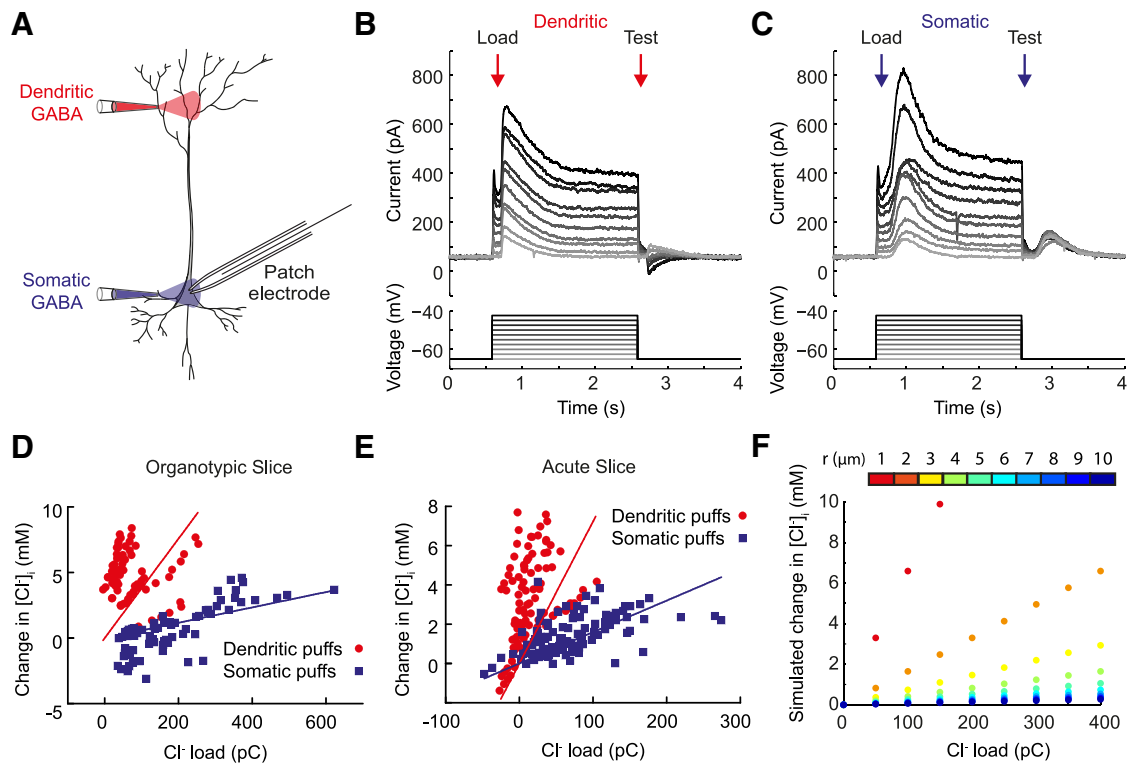 A
Dendritic
GABA
Somatic
GABA
Patch
electrode
B
Dendritic
Load
Test
Current (pA)
800
600
400
200
0
Voltage (mV)
−40
−60
0
1
2
3
4
Time (s)
C
Somatic
Load
Test
Current (pA)
800
600
400
200
0
Voltage (mV)
−40
−60
0
1
2
3
4
Time (s)
D
Organotypic Slice
Change in [Cl-]i (mM)
10
5
0
−5
Dendritic puffs
Somatic puffs
0
200
400
600
Cl- load (pC)
E
Acute Slice
Change in [Cl-]i (mM)
8
6
4
2
0
Dendritic puffs
Somatic puffs
-100
0
100
200
300
Cl- load (pC)
F
r (μm)
1
2
3
4
5
6
7
8
9
10
Simulated change in [Cl-]i (mM)
10
8
6
4
2
0
0
100
200
300
400
Cl- load (pC)